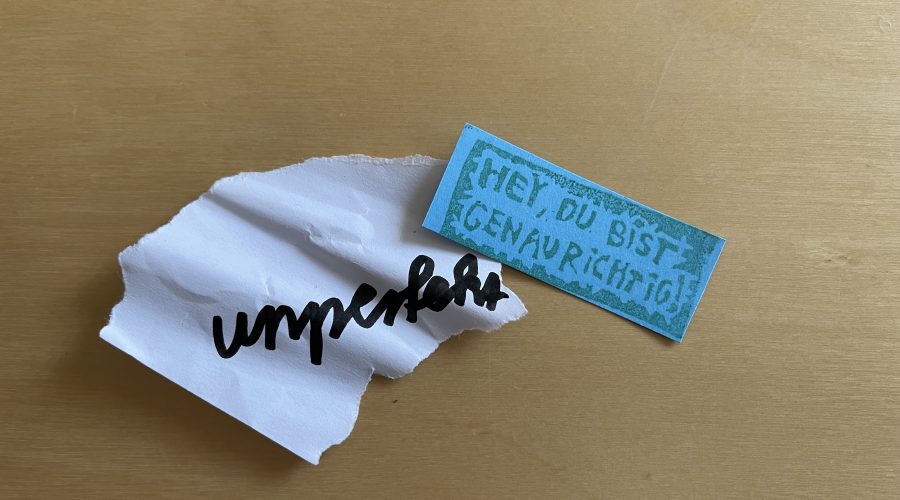 unperfekt
HEY, DU BIST
GENAU RICHTIG!